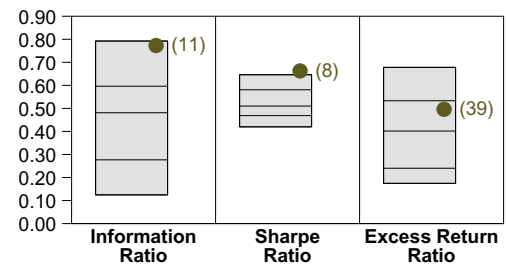 0.90
0.80
0.70
0.60
0.50
0.40
0.30
0.20
0.10
0.00
(11)
(8)
(39)
Information
Ratio
Sharpe
Ratio
Excess Return
Ratio